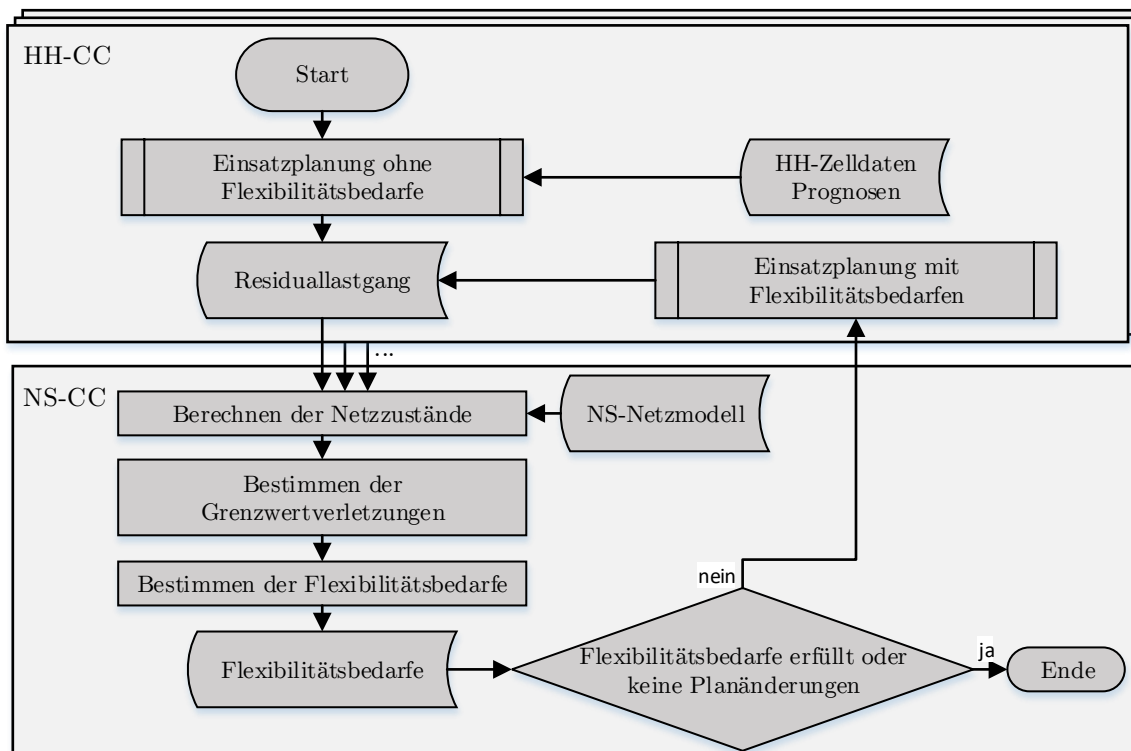 HH-CC
Start
Einsatzplanung ohne
Flexibilitätsbedarfe
HH-Zelldaten
Prognosen
Residuallastgang
Einsatzplanung mit
Flexibilitätsbedarfen
...
NS-CC
Berechnen der Netzzustände
NS-Netzmodell
Bestimmen der
Grenzwertverletzungen
Bestimmen der Flexibilitätsbedarfe
nein
Flexibilitätsbedarfe
Flexibilitätsbedarfe erfüllt oder
keine Planänderungen
ja
Ende